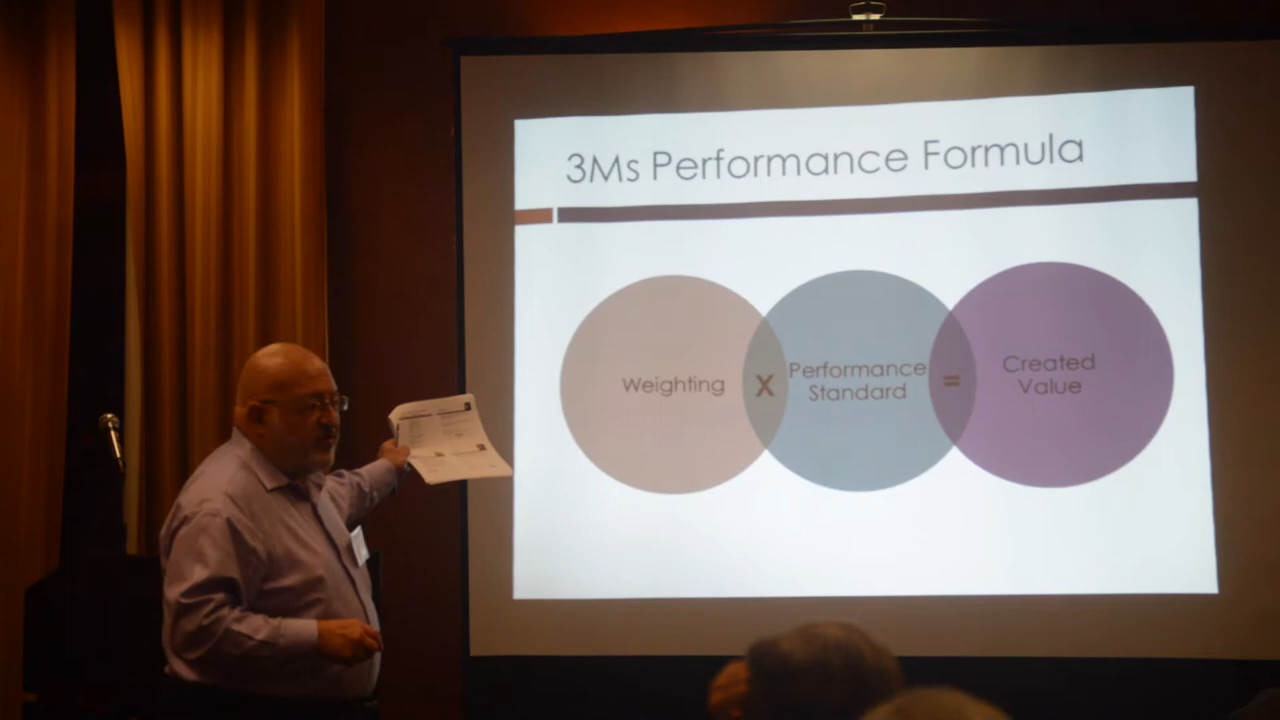 3Ms Performance Formula
Weighting
X
Performance
Standard
=
Created
Value